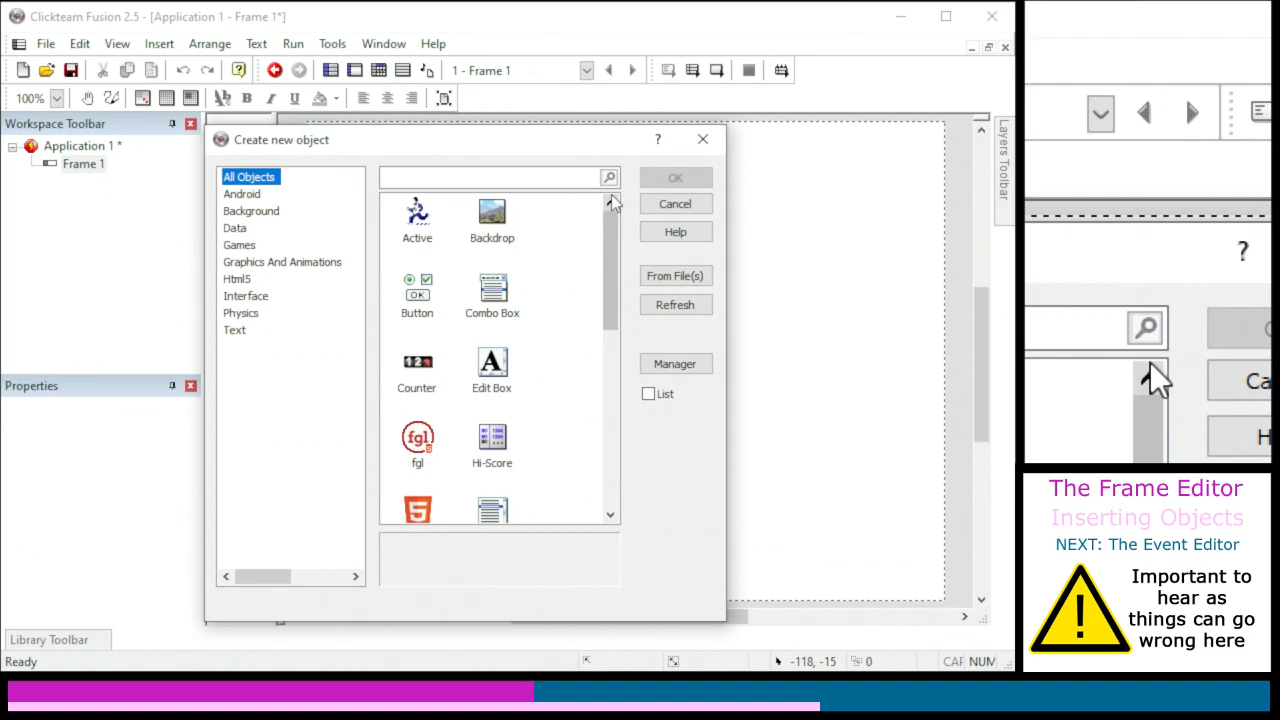 Clickteam Fusion 2.5 - [Application 1 - Frame 1*]
File Edit View Insert Arrange Text Run Tools Window Help
1 - Frame 1
100%
B I U
Workspace Toolbar
Application 1 *
Frame 1
Properties
Library Toolbar
Ready
Create new object
?
All Objects
Android
Background
Data
Games
Graphics And Animations
Html5
Interface
Physics
Text
Active Backdrop
OK
Button Combo Box
A
Counter Edit Box
fgl
fgl Hi-Score
5
OK
Cancel
Help
From File(s)
Refresh
Manager
List
Layers Toolbar
-118, -15 0 CAP NUM
?
Ca
H
The Frame Editor
Inserting Objects
NEXT: The Event Editor
!
Important to
hear as
things can go
wrong here